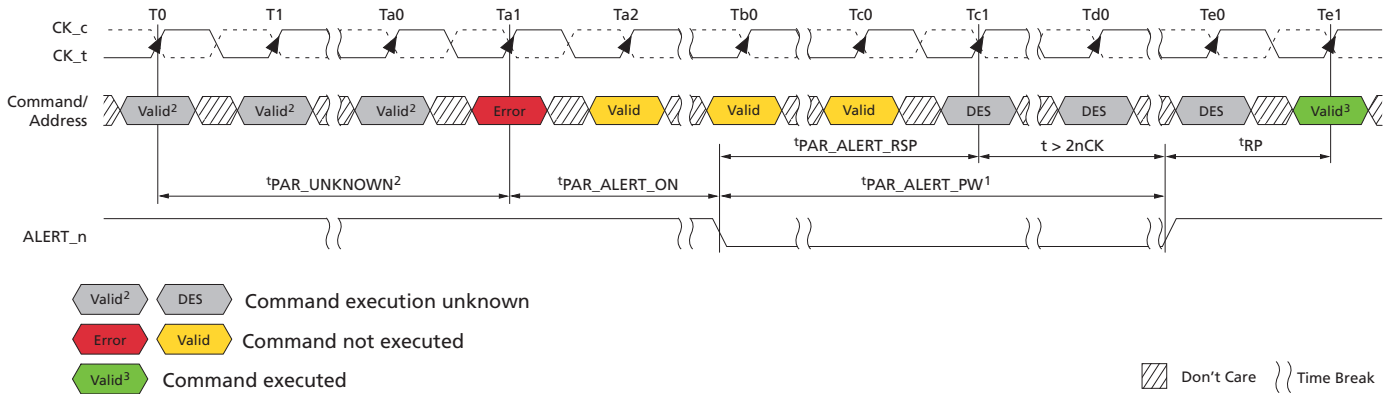 T0 T1 Ta0 Ta1 Ta2 Tb0 Tc0 Tc1 Td0 Te0 Te1
CK_c
CK_t
Command/
Address
Valid² Valid² Valid² Error Valid Valid Valid DES DES DES Valid³
tPAR_ALERT_RSP t > 2nCK tRP
tPAR_UNKNOWN² tPAR_ALERT_ON tPAR_ALERT_PW¹
ALERT_n
Valid² DES Command execution unknown
Error Valid Command not executed
Valid³ Command executed
Don't Care Time Break